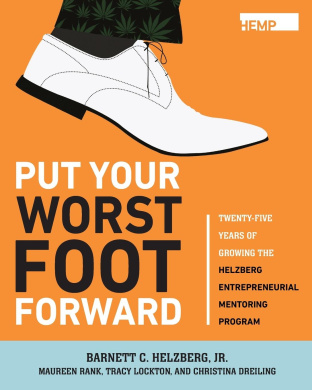 HEMP
PUT YOUR
WORST
FOOT
FORWARD
TWENTY-FIVE
YEARS OF
GROWING THE
HELZBERG
ENTREPRENEURIAL
MENTORING
PROGRAM
BARNETT C. HELZBERG, JR.
MAUREEN RANK, TRACY LOCKTON, AND CHRISTINA DREILING